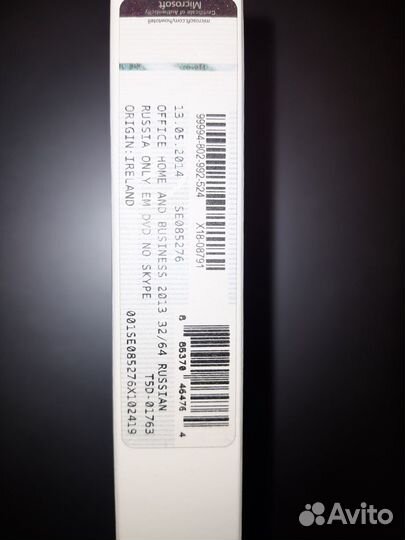 Microsoft
Certificate of Authenticity
microsoft.com/howtotell
99994-802-992-524
X18-08791
13.05.2014 SE085276
OFFICE HOME AND BUSINESS 2013 32/64 RUSSIAN
RUSSIA ONLY EM DVD NO SKYPE T5D-01763
ORIGIN:IRELAND
001SE085276X102419
8 85370 46476 4
Avito